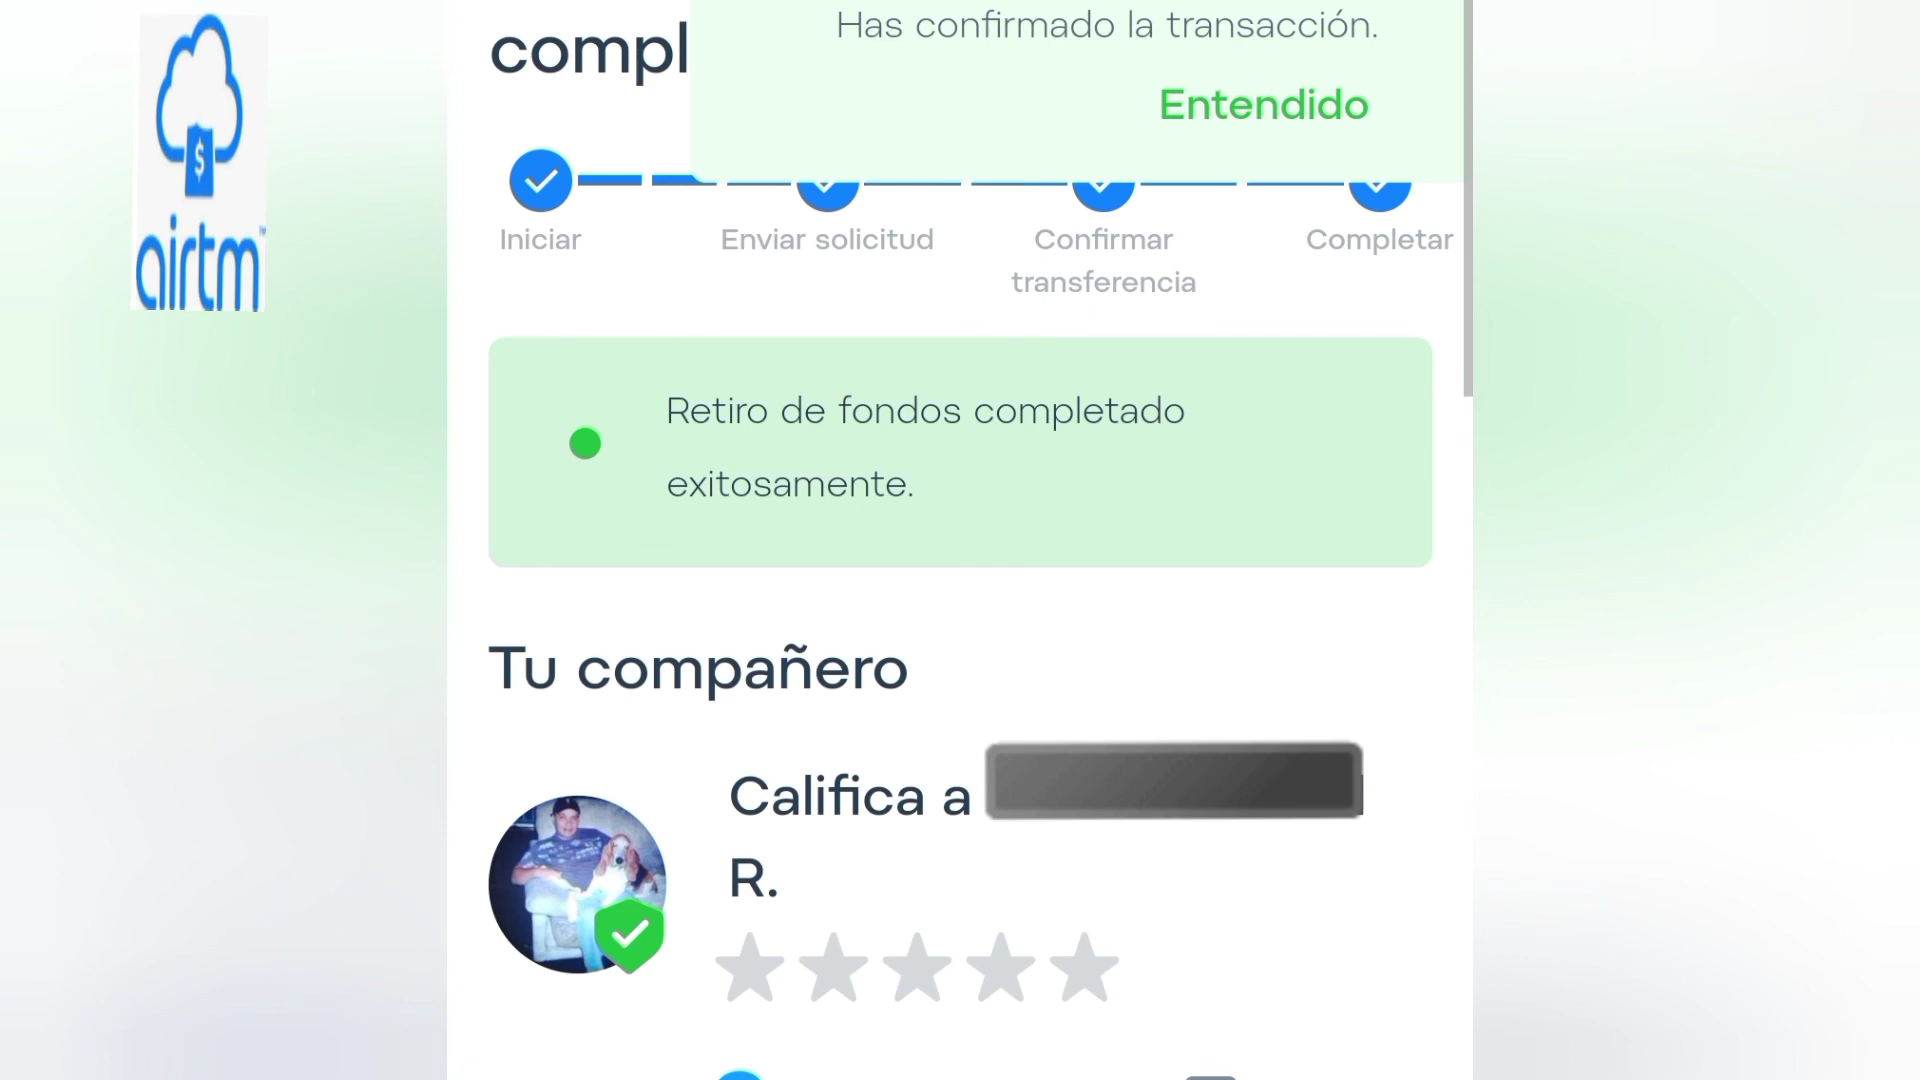 $
airtm
compl
Has confirmado la transacción.
Entendido
Iniciar
Enviar solicitud
Confirmar
transferencia
Completar
Retiro de fondos completado
exitosamente.
Tu compañero
Califica a
R.